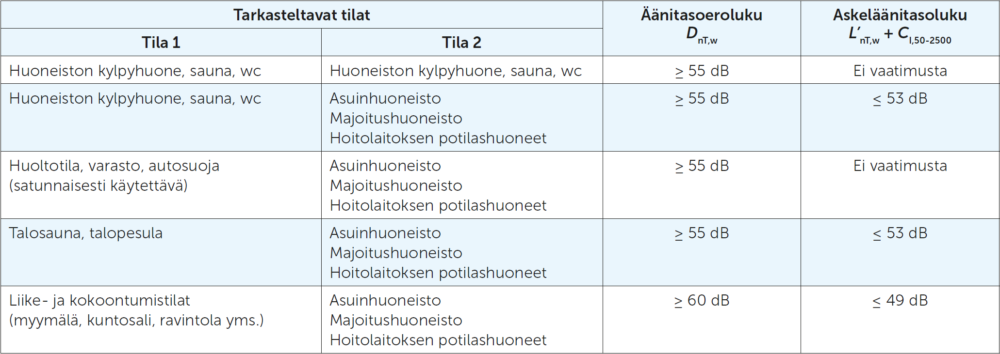 Tarkasteltavat tilat
Äänitasoeroluku
D nT,w
Askeläänitasoluku
L′nT,w + C I,50-2500
Tila 1
Tila 2
Huoneiston kylpyhuone, sauna, wc
Huoneiston kylpyhuone, sauna, wc
≥ 55 dB
Ei vaatimusta
Huoneiston kylpyhuone, sauna, wc
Asuinhuoneisto
Majoitushuoneisto
Hoitolaitoksen potilashuoneet
≥ 55 dB
≤ 53 dB
Huoltotila, varasto, autosuoja
(satunnaisesti käytettävä)
Asuinhuoneisto
Majoitushuoneisto
Hoitolaitoksen potilashuoneet
≥ 55 dB
Ei vaatimusta
Talosauna, talopesula
Asuinhuoneisto
Majoitushuoneisto
Hoitolaitoksen potilashuoneet
≥ 55 dB
≤ 53 dB
Liike- ja kokoontumistilat
(myymälä, kuntosali, ravintola yms.)
Asuinhuoneisto
Majoitushuoneisto
Hoitolaitoksen potilashuoneet
≥ 60 dB
≤ 49 dB